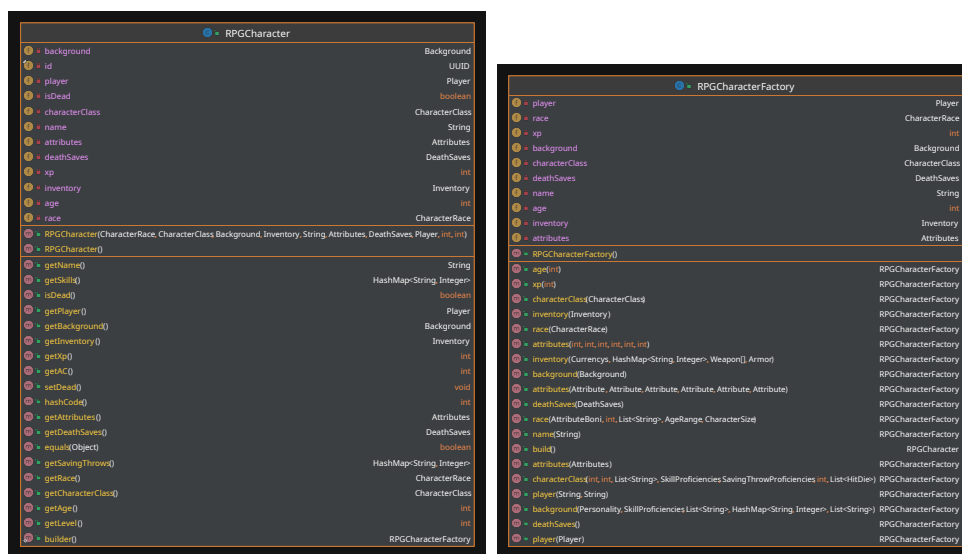 RPGCharacter
background Background
id UUID
player Player
isDead boolean
characterClass CharacterClass
name String
attributes Attributes
deathSaves DeathSaves
xp int
inventory Inventory
age int
race CharacterRace
RPGCharacter(CharacterRace, CharacterClass, Background, Inventory, String, Attributes, DeathSaves, Player, int, int)
RPGCharacter()
getName() String
getSkills() HashMap<String, Integer>
isDead() boolean
getPlayer() Player
getBackground() Background
getInventory() Inventory
getXp() int
getAC() int
setDead() void
hashCode() int
getAttributes() Attributes
getDeathSaves() DeathSaves
equals(Object) boolean
getSavingThrows() HashMap<String, Integer>
getRace() CharacterRace
getCharacterClass() CharacterClass
getAge() int
getLevel() int
builder() RPGCharacterFactory
RPGCharacterFactory
player Player
race CharacterRace
xp int
background Background
characterClass CharacterClass
deathSaves DeathSaves
name String
age int
inventory Inventory
attributes Attributes
RPGCharacterFactory()
age(int) RPGCharacterFactory
xp(int) RPGCharacterFactory
characterClass(CharacterClass) RPGCharacterFactory
inventory(Inventory) RPGCharacterFactory
race(CharacterRace) RPGCharacterFactory
attributes(int, int, int, int, int, int) RPGCharacterFactory
inventory(Currencys, HashMap<String, Integer>, Weapon[], Armor) RPGCharacterFactory
background(Background) RPGCharacterFactory
attributes(Attribute, Attribute, Attribute, Attribute, Attribute, Attribute) RPGCharacterFactory
deathSaves(DeathSaves) RPGCharacterFactory
race(AttributeBoni, int, List<String>, AgeRange, CharacterSize) RPGCharacterFactory
name(String) RPGCharacterFactory
build() RPGCharacter
attributes(Attributes) RPGCharacterFactory
characterClass(int, int, List<String>, SkillProficiencies, SavingThrowProficiencies, int, List<HitDie>) RPGCharacterFactory
player(String, String) RPGCharacterFactory
background(Personality, SkillProficiencies, List<String>, HashMap<String, Integer>, List<String>) RPGCharacterFactory
deathSaves() RPGCharacterFactory
player(Player) RPGCharacterFactory